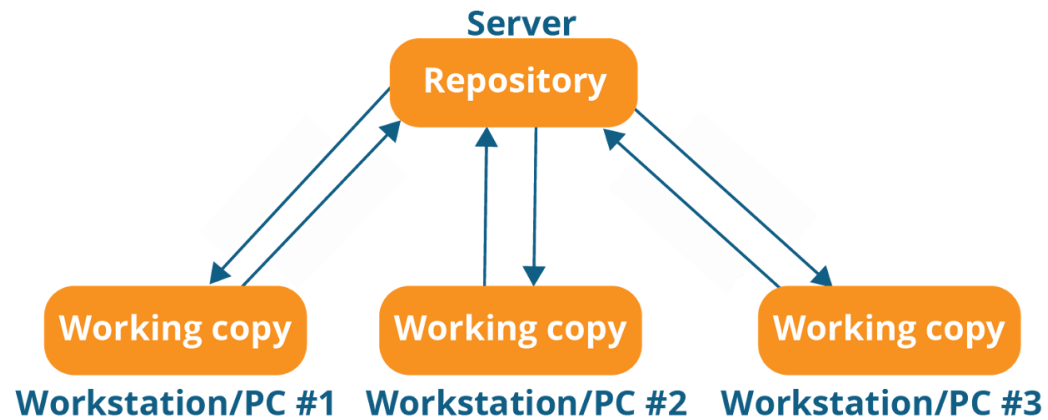 Server
Repository
Working copy Working copy Working copy
Workstation/PC #1 Workstation/PC #2 Workstation/PC #3